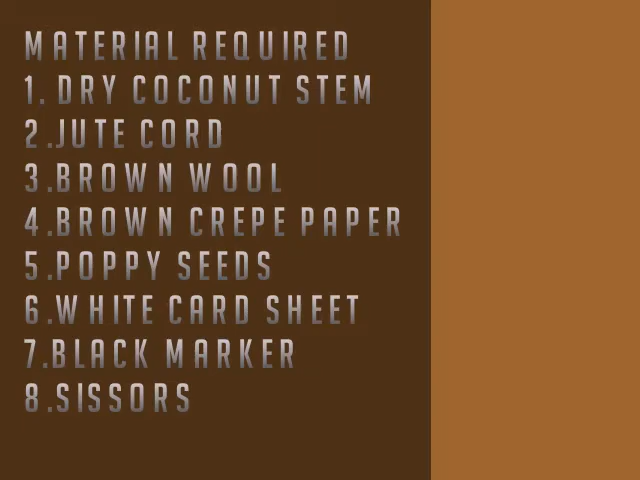 MATERIAL REQUIRED
1. DRY COCONUT STEM
2 .JUTE CORD
3 .BROWN WOOL
4 .BROWN CREPE PAPER
5 .POPPY SEEDS
6 .WHITE CARD SHEET
7 .BLACK MARKER
8 .SISSORS